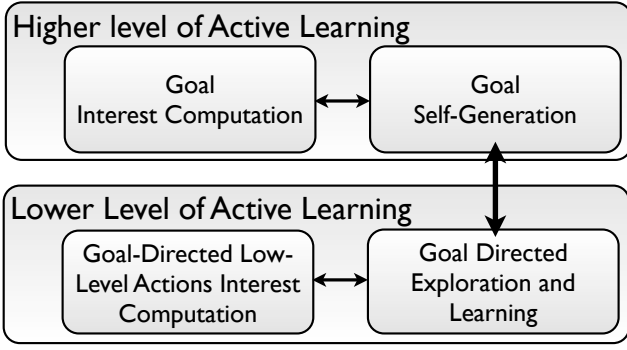 Higher level of Active Learning
Goal
Interest Computation
Goal
Self-Generation
Lower Level of Active Learning
Goal-Directed Low-
Level Actions Interest
Computation
Goal Directed
Exploration and
Learning